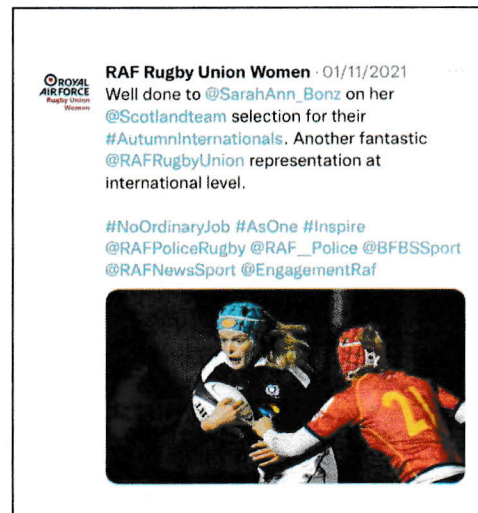 ROYAL
AIR FORCE
Rugby Union
Women
RAF Rugby Union Women · 01/11/2021
Well done to @SarahAnn_Bonz on her
@Scotlandteam selection for their
#AutumnInternationals. Another fantastic
@RAFRugbyUnion representation at
international level.
#NoOrdinaryJob #AsOne #Inspire
@RAFPoliceRugby @RAF__Police @BFBSSport
@RAFNewsSport @EngagementRaf
21